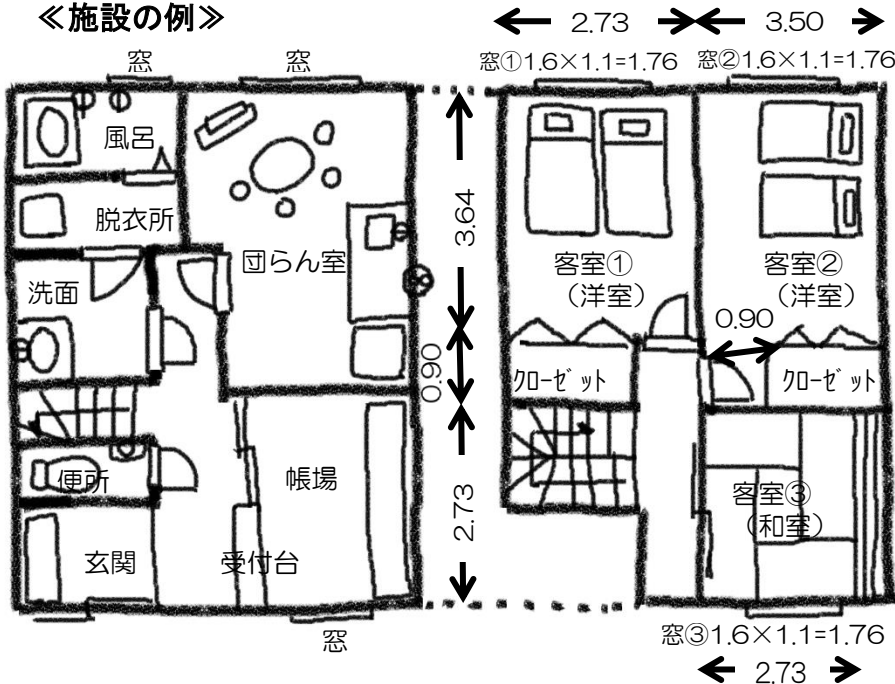 ≪施設の例≫
2.73
3.50
窓
窓
窓①1.6×1.1=1.76
窓②1.6×1.1=1.76
風呂
脱衣所
団らん室
洗面
3.64
客室①
(洋室)
客室②
(洋室)
0.90
0.90
クローゼット
クローゼット
便所
帳場
2.73
客室③
(和室)
玄関
受付台
窓
窓③1.6×1.1=1.76
2.73